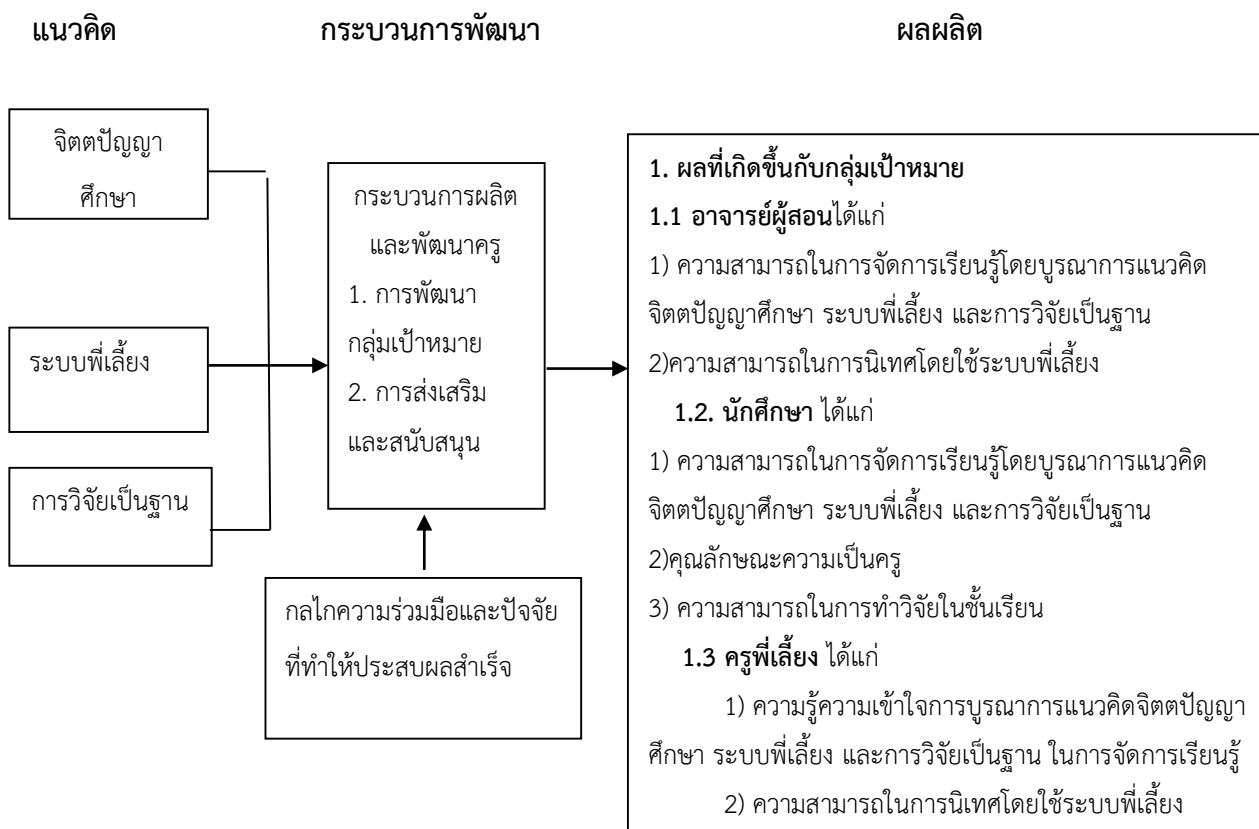 แนวคิด
กระบวนการพัฒนา
ผลผลิต
จิตตปัญญา
ศึกษา
ระบบพี่เลี้ยง
การวิจัยเป็นฐาน
กระบวนการผลิต
และพัฒนาครู
1. การพัฒนา
กลุ่มเป้าหมาย
2. การส่งเสริม
และสนับสนุน
กลไกความร่วมมือและปัจจัย
ที่ทำให้ประสบผลสำเร็จ
1. ผลที่เกิดขึ้นกับกลุ่มเป้าหมาย
1.1 อาจารย์ผู้สอนได้แก่
1) ความสามารถในการจัดการเรียนรู้โดยบูรณาการแนวคิด
จิตตปัญญาศึกษา ระบบพี่เลี้ยง และการวิจัยเป็นฐาน
2)ความสามารถในการนิเทศโดยใช้ระบบพี่เลี้ยง
1.2. นักศึกษา ได้แก่
1) ความสามารถในการจัดการเรียนรู้โดยบูรณาการแนวคิด
จิตตปัญญาศึกษา ระบบพี่เลี้ยง และการวิจัยเป็นฐาน
2)คุณลักษณะความเป็นครู
3) ความสามารถในการทำวิจัยในชั้นเรียน
1.3 ครูพี่เลี้ยง ได้แก่
1) ความรู้ความเข้าใจการบูรณาการแนวคิดจิตตปัญญา
ศึกษา ระบบพี่เลี้ยง และการวิจัยเป็นฐาน ในการจัดการเรียนรู้
2) ความสามารถในการนิเทศโดยใช้ระบบพี่เลี้ยง